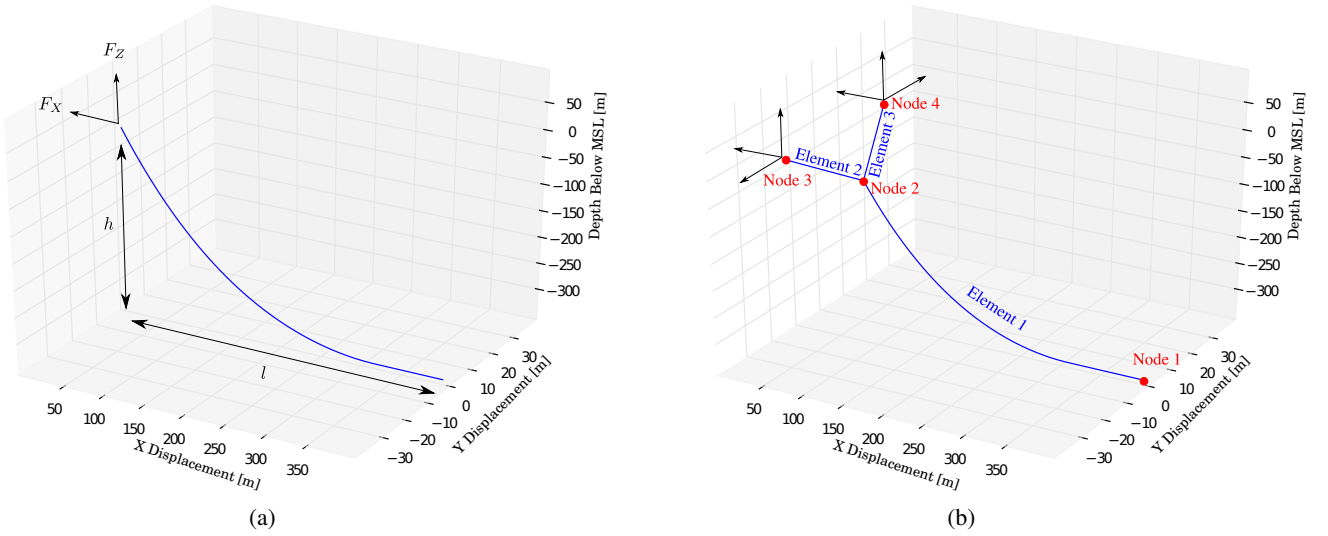 F_Z
F_X
h
l
50
0
−50
−100
−150
−200
−250
−300
Depth Below MSL [m]
30
20
10
0
−10
−20
−30
Y Displacement [m]
50
100
150
200
250
300
350
X Displacement [m]
(a)
Node 4
Element 3
Element 2
Node 3
Node 2
Element 1
Node 1
50
0
−50
−100
−150
−200
−250
−300
Depth Below MSL [m]
30
20
10
0
−10
−20
−30
Y Displacement [m]
50
100
150
200
250
300
350
X Displacement [m]
(b)